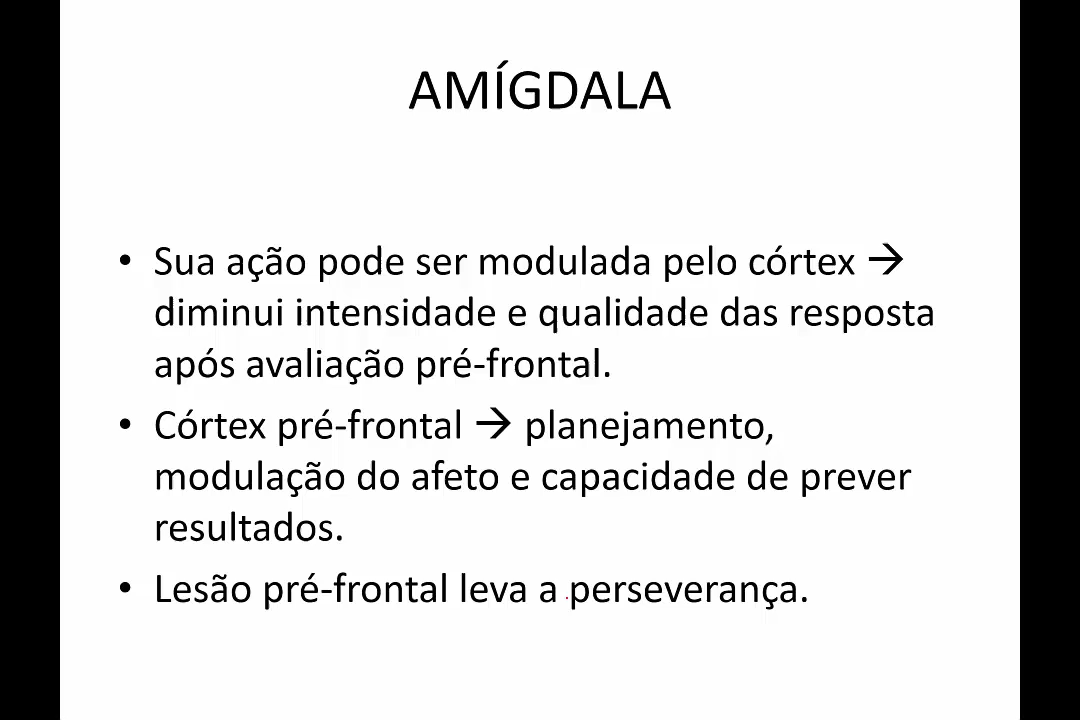 AMÍGDALA
• Sua ação pode ser modulada pelo córtex →
diminui intensidade e qualidade das resposta
após avaliação pré-frontal.
• Córtex pré-frontal → planejamento,
modulação do afeto e capacidade de prever
resultados.
• Lesão pré-frontal leva a perseverança.